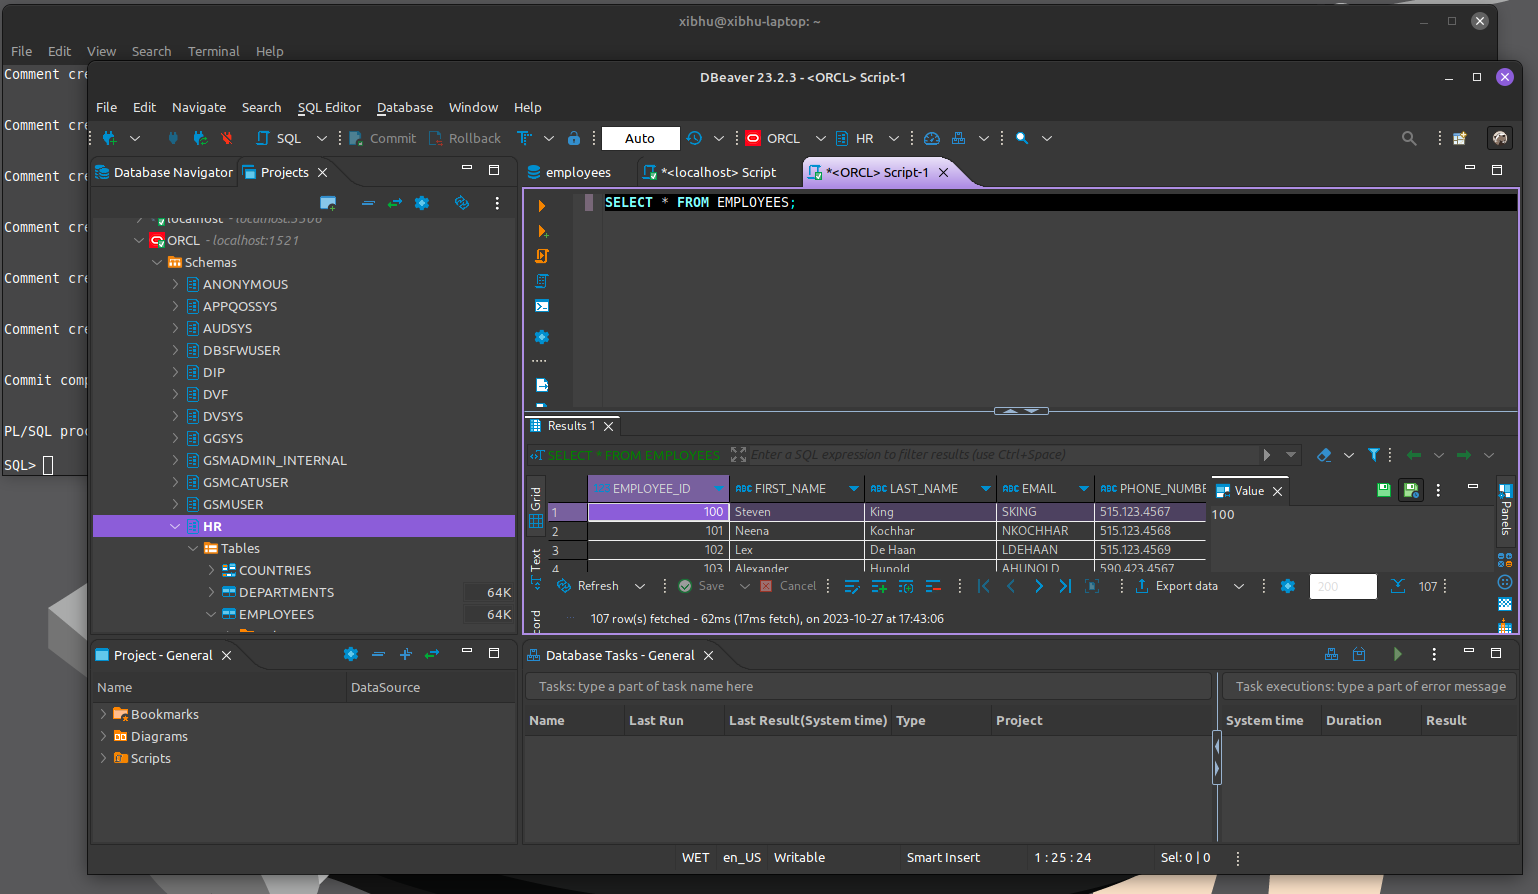 xibhu@xibhu-laptop: ~
File Edit View Search Terminal Help
Comment cre
Comment cre
Comment cre
Comment cre
Comment cre
Comment cre
Commit comp
PL/SQL proc
SQL>
DBeaver 23.2.3 - <ORCL> Script-1
File Edit Navigate Search SQL Editor Database Window Help
SQL Commit Rollback Auto ORCL HR
Database Navigator Projects
localhost - localhost:3306
ORCL - localhost:1521
Schemas
ANONYMOUS
APPQOSSYS
AUDSYS
DBSFWUSER
DIP
DVF
DVSYS
GGSYS
GSMADMIN_INTERNAL
GSMCATUSER
GSMUSER
HR
Tables
COUNTRIES
DEPARTMENTS 64K
EMPLOYEES 64K
employees *<localhost> Script *<ORCL> Script-1
SELECT * FROM EMPLOYEES;
Results 1
SELECT * FROM EMPLOYEES Enter a SQL expression to filter results (use Ctrl+Space)
Grid
Text
cord
EMPLOYEE_ID ABC FIRST_NAME ABC LAST_NAME ABC EMAIL ABC PHONE_NUMBE
1 100 Steven King SKING 515.123.4567
2 101 Neena Kochhar NKOCHHAR 515.123.4568
3 102 Lex De Haan LDEHAAN 515.123.4569
4 103 Alexander Hunold AHUNOLD 590.423.4567
Value
100
Panels
Refresh Save Cancel Export data 200 107
107 row(s) fetched - 62ms (17ms fetch), on 2023-10-27 at 17:43:06
Project - General
Name DataSource
Bookmarks
Diagrams
Scripts
Database Tasks - General
Tasks: type a part of task name here
Name Last Run Last Result(System time) Type Project
Task executions: type a part of error message
System time Duration Result
WET en_US Writable Smart Insert 1 : 25 : 24 Sel: 0 | 0